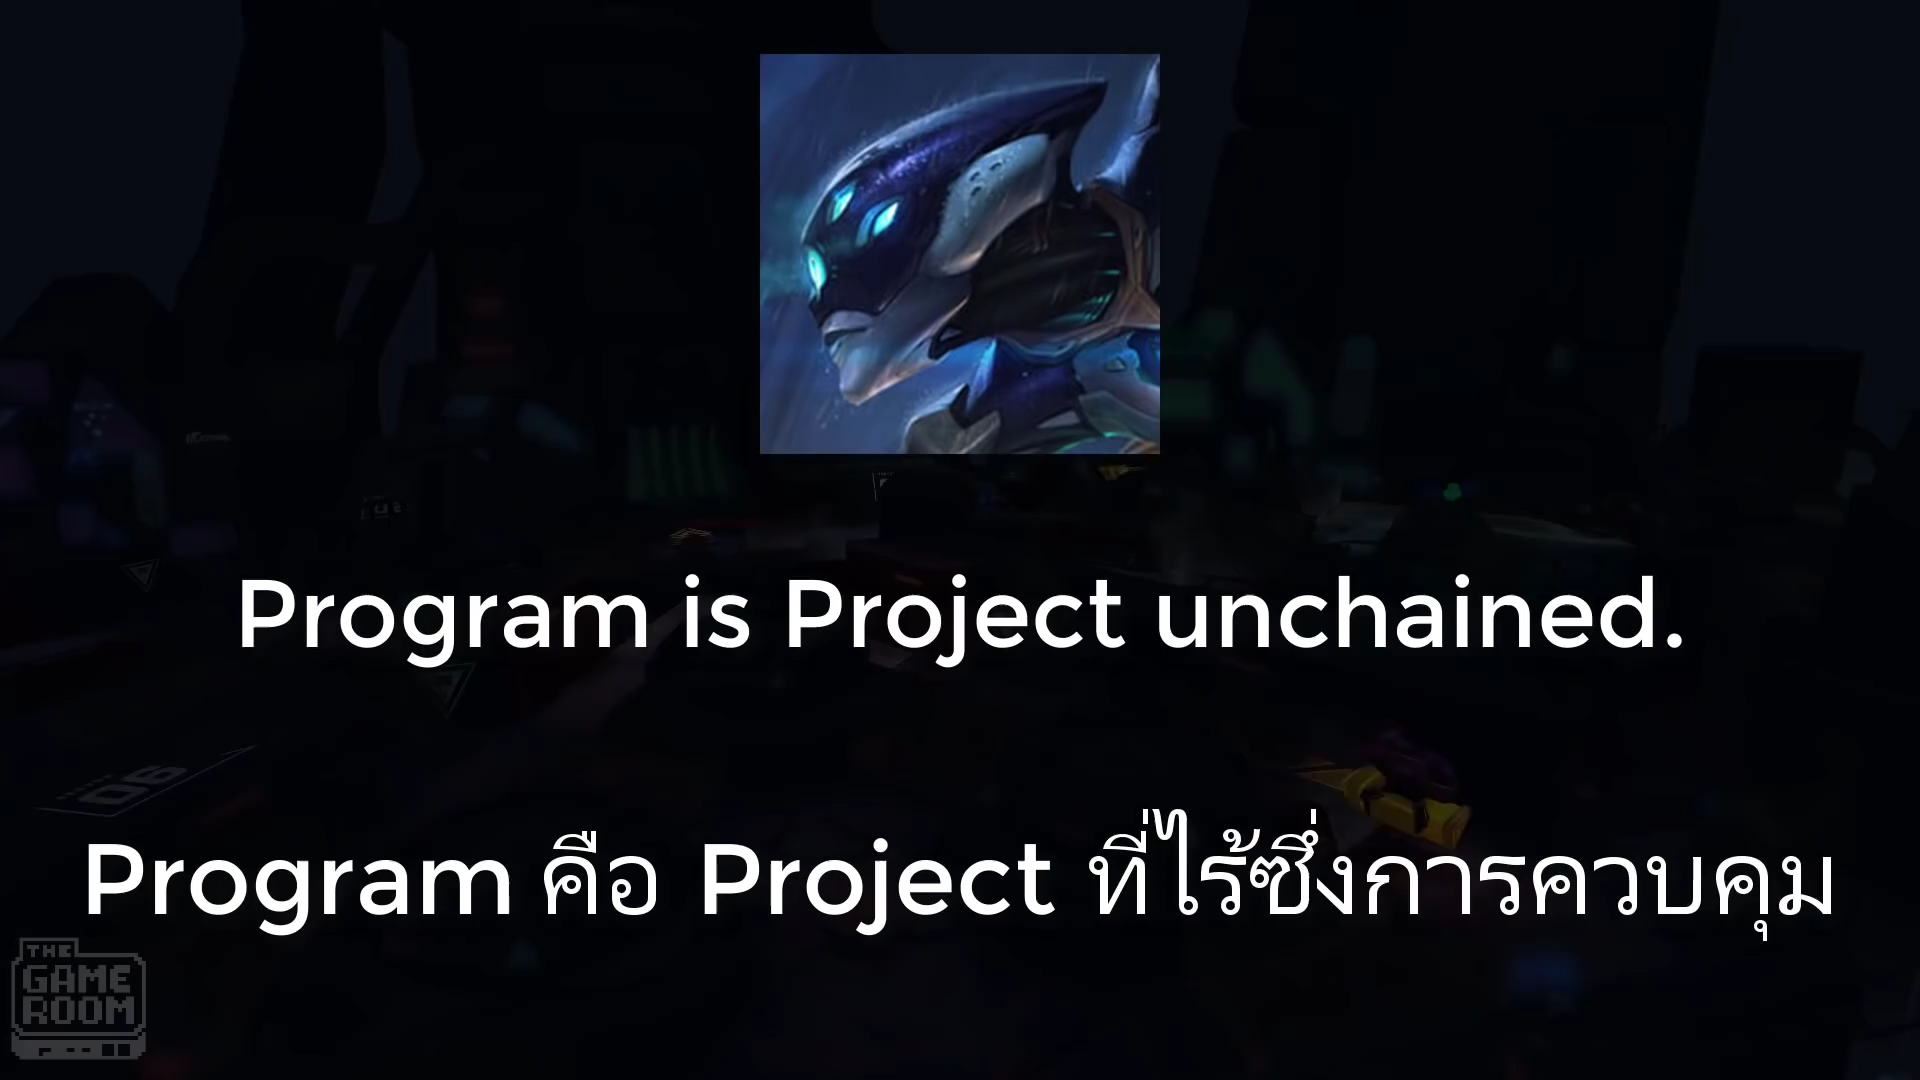 Program is Project unchained.
Program คือ Project ที่ไร้ซึ่งการควบคุม
06
THE
GAME
ROOM